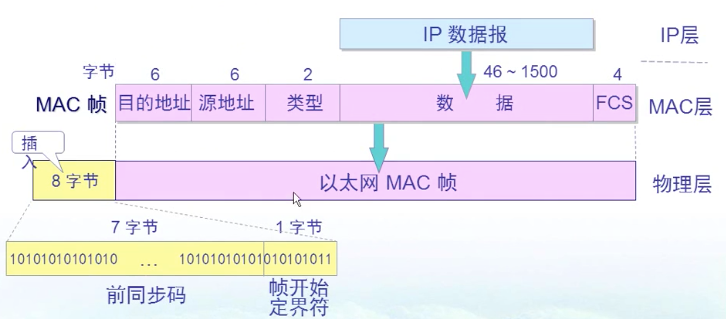 IP 数据报
IP层
字节 6 6 2 46 ~ 1500 4
MAC 帧 目的地址 源地址 类型 数 据 FCS MAC层
插
入
8 字节 以太网 MAC 帧 物理层
7 字节 1 字节
10101010101010 ... 10101010101010101011
前同步码
帧开始
定界符